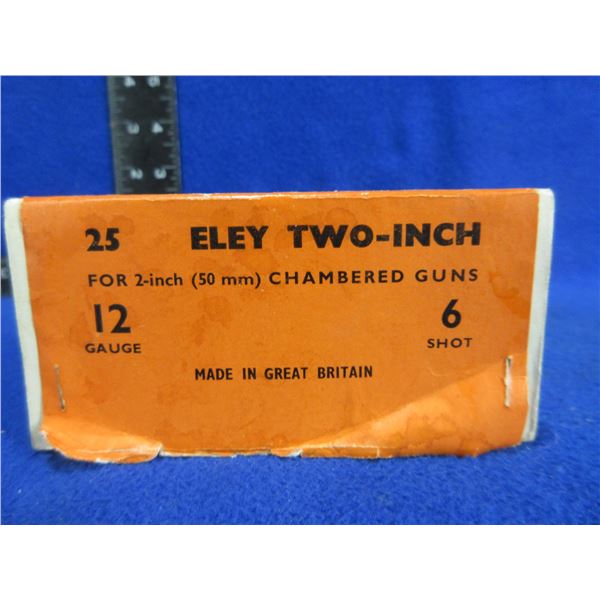 25 ELEY TWO-INCH
FOR 2-inch (50 mm) CHAMBERED GUNS
12 6
GAUGE SHOT
MADE IN GREAT BRITAIN